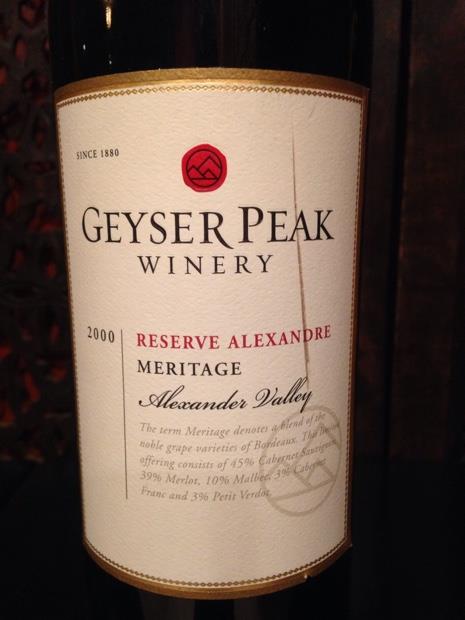 SINCE 1880
GEYSER PEAK
WINERY
2000
RESERVE ALEXANDRE
MERITAGE
Alexander Valley
The term Meritage denotes a blend of the
noble grape varieties of Bordeaux. This
offering consists of 45% Cabernet Sauvignon,
39% Merlot, 10% Malbec, 3% Cabernet
Franc and 3% Petit Verdot.